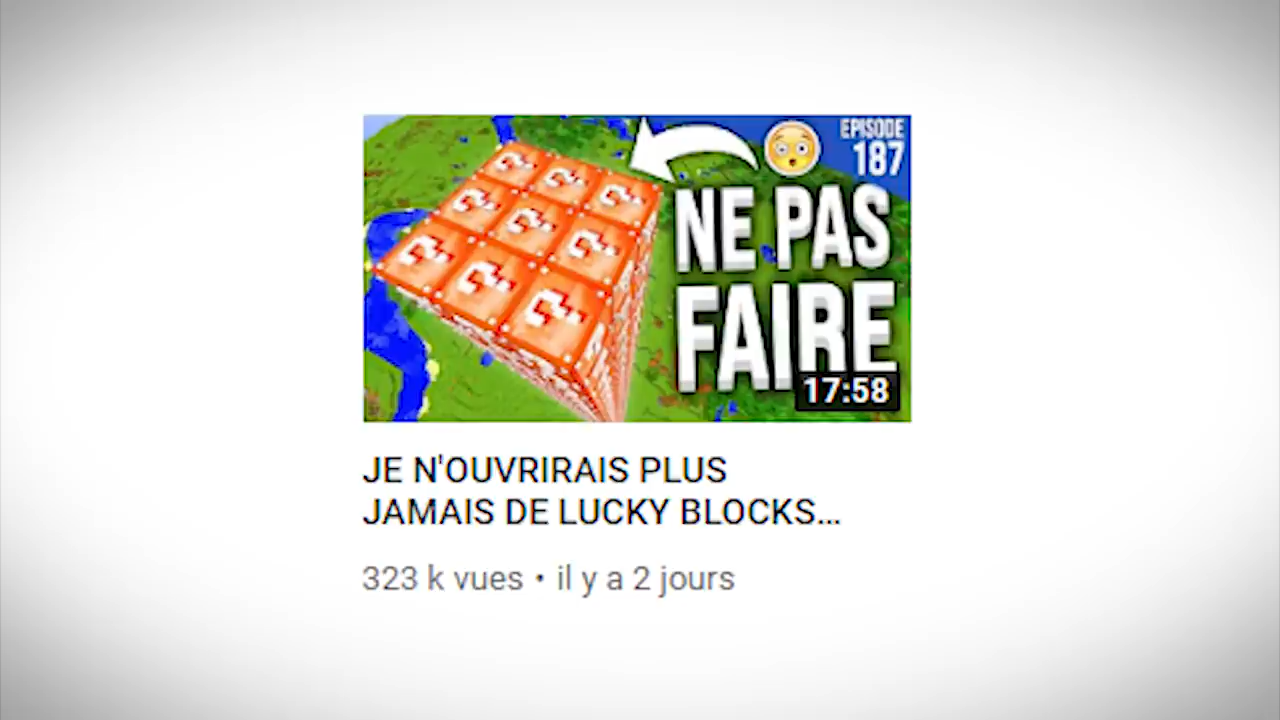 EPISODE
187
NE PAS
FAIRE
17:58
JE N'OUVRIRAIS PLUS
JAMAIS DE LUCKY BLOCKS...
323 k vues • il y a 2 jours